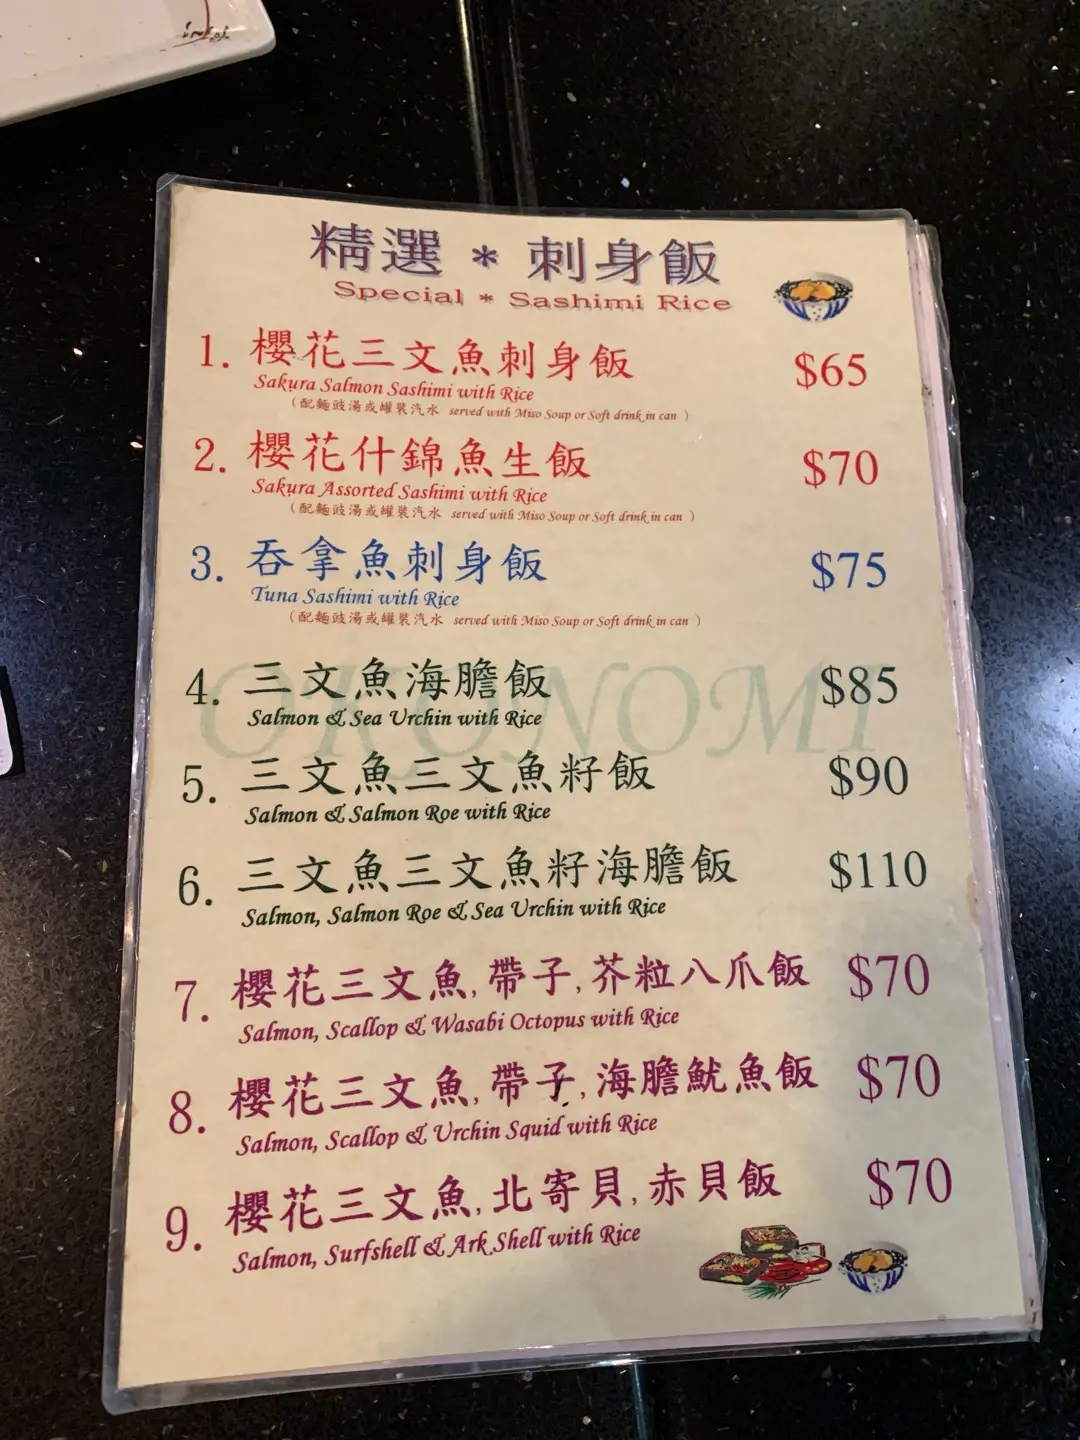 精選 * 刺身飯
Special * Sashimi Rice
1. 櫻花三文魚刺身飯 $65
Sakura Salmon Sashimi with Rice
（配麵豉湯或罐裝汽水 served with Miso Soup or Soft drink in can ）
2. 櫻花什錦魚生飯 $70
Sakura Assorted Sashimi with Rice
（配麵豉湯或罐裝汽水 served with Miso Soup or Soft drink in can ）
3. 吞拿魚刺身飯 $75
Tuna Sashimi with Rice
（配麵豉湯或罐裝汽水 served with Miso Soup or Soft drink in can ）
OKONOMI
4. 三文魚海膽飯 $85
Salmon & Sea Urchin with Rice
5. 三文魚三文魚籽飯 $90
Salmon & Salmon Roe with Rice
6. 三文魚三文魚籽海膽飯 $110
Salmon, Salmon Roe & Sea Urchin with Rice
7. 櫻花三文魚, 帶子, 芥粒八爪飯 $70
Salmon, Scallop & Wasabi Octopus with Rice
8. 櫻花三文魚, 帶子, 海膽魷魚飯 $70
Salmon, Scallop & Urchin Squid with Rice
9. 櫻花三文魚, 北寄貝, 赤貝飯 $70
Salmon, Surfshell & Ark Shell with Rice